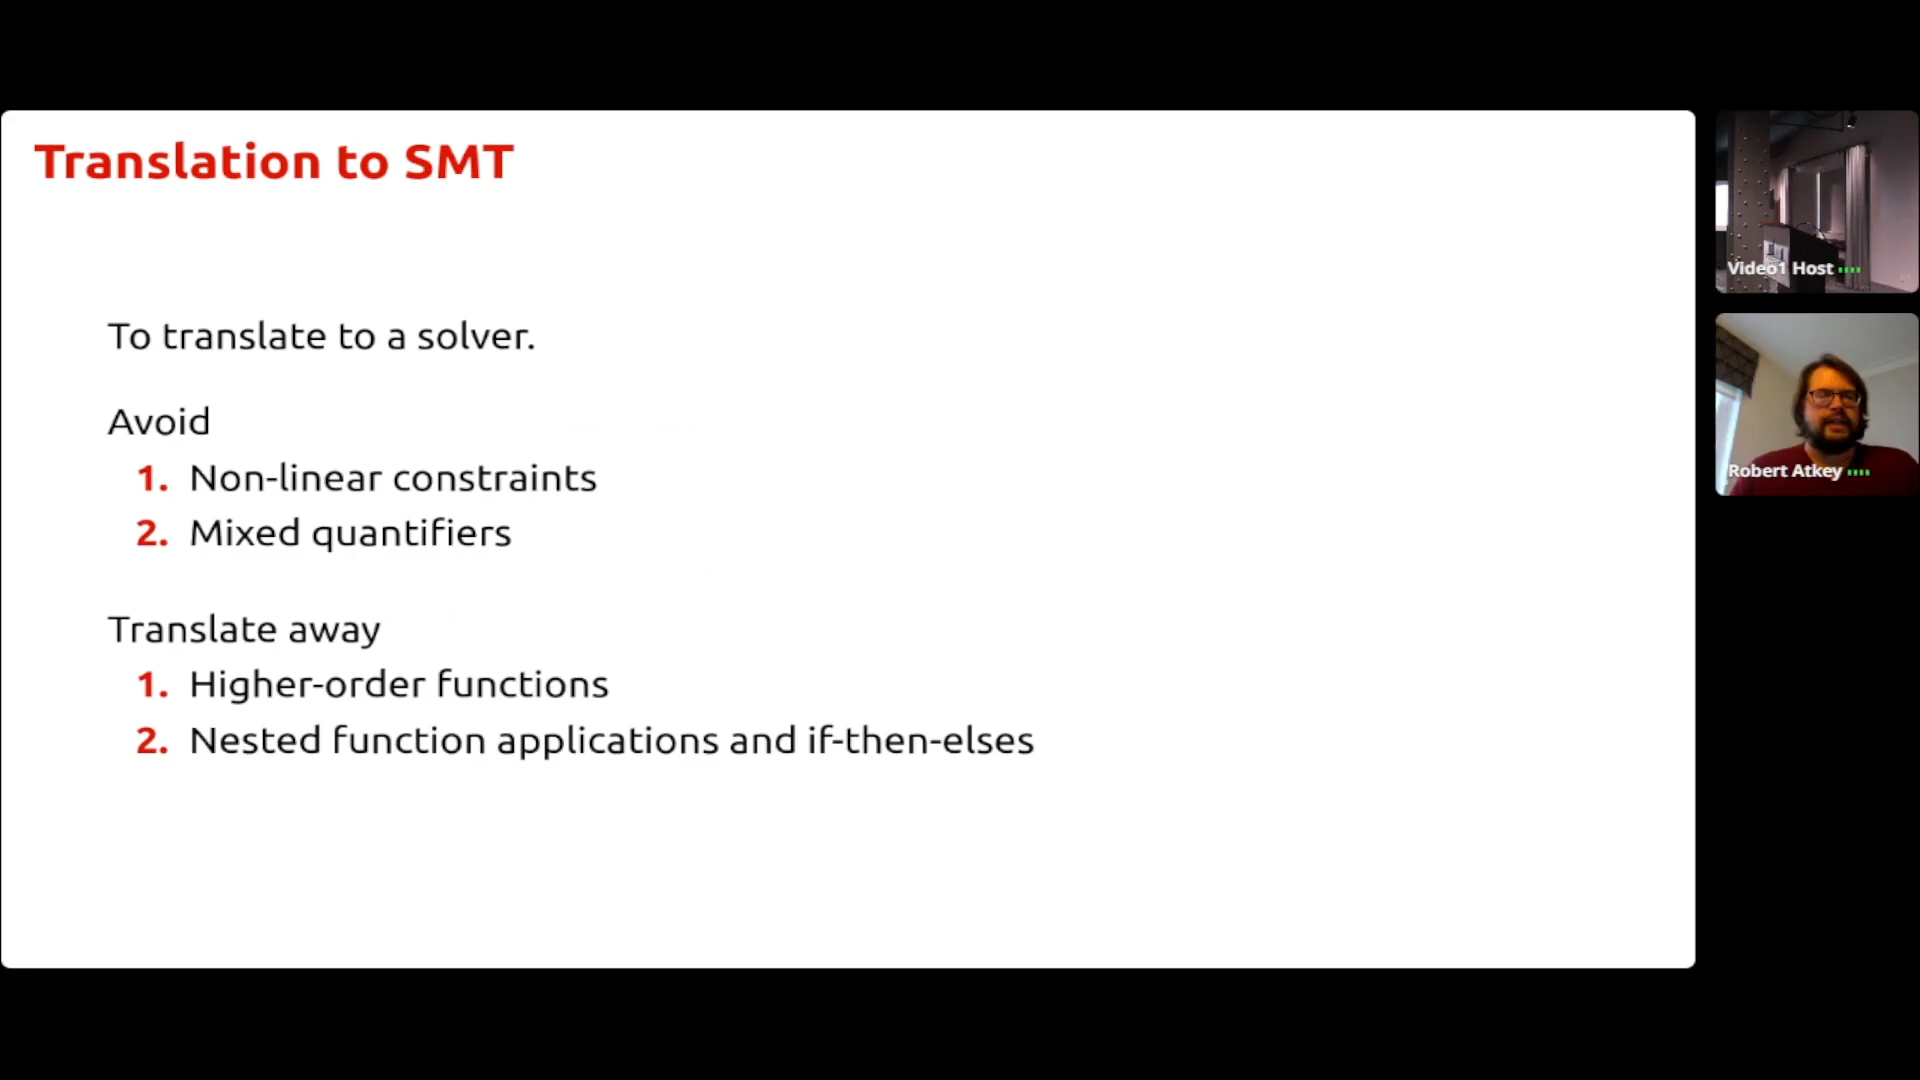 Translation to SMT
To translate to a solver.
Avoid
1. Non-linear constraints
2. Mixed quantifiers
Translate away
1. Higher-order functions
2. Nested function applications and if-then-elses
Video1 Host
Robert Atkey